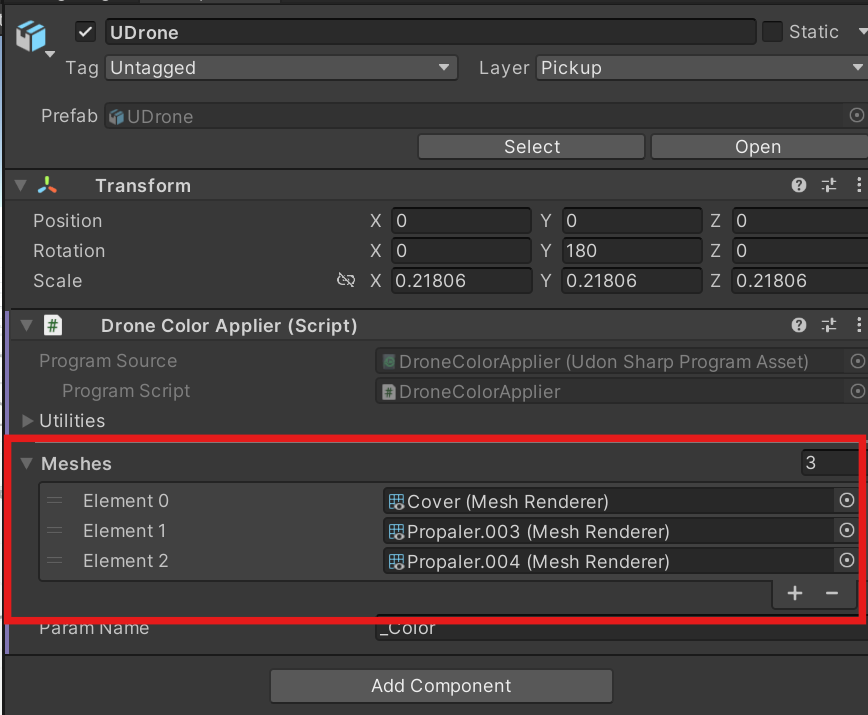 UDrone Static
Tag Untagged Layer Pickup
Prefab UDrone
Select Open
Transform
Position X 0 Y 0 Z 0
Rotation X 0 Y 180 Z 0
Scale X 0.21806 Y 0.21806 Z 0.21806
# Drone Color Applier (Script)
Program Source DroneColorApplier (Udon Sharp Program Asset)
Program Script # DroneColorApplier
Utilities
Meshes 3
Element 0 Cover (Mesh Renderer)
Element 1 Propaler.003 (Mesh Renderer)
Element 2 Propaler.004 (Mesh Renderer)
+ −
Param Name _Color
Add Component